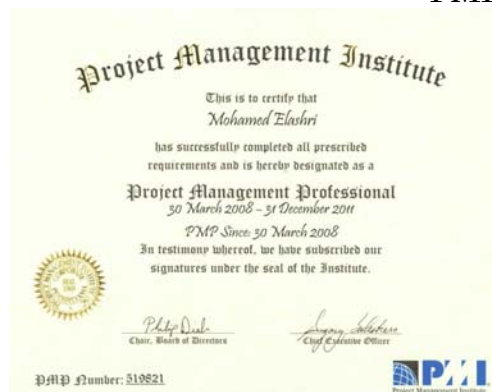 Project Management Institute
This is to certify that
Mohamed Elashri
has successfully completed all prescribed
requirements and is hereby designated as a
Project Management Professional
30 March 2008 – 31 December 2011
PMP Since: 30 March 2008
In testimony whereof, we have subscribed our
signatures under the seal of the Institute.
Chair, Board of Directors
Chief Executive Officer
PMP Number: 519821
PMI
Project Management Institute